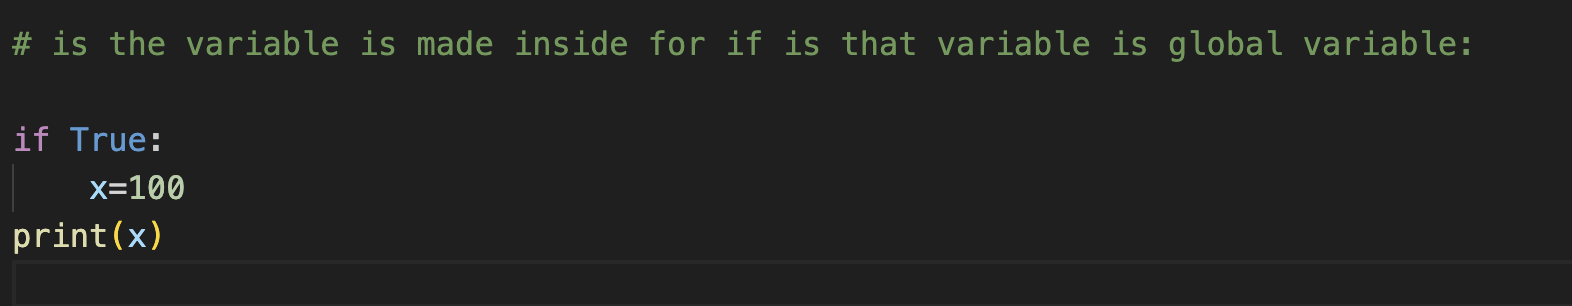 # is the variable is made inside for if is that variable is global variable:
if True:
    x=100
print(x)